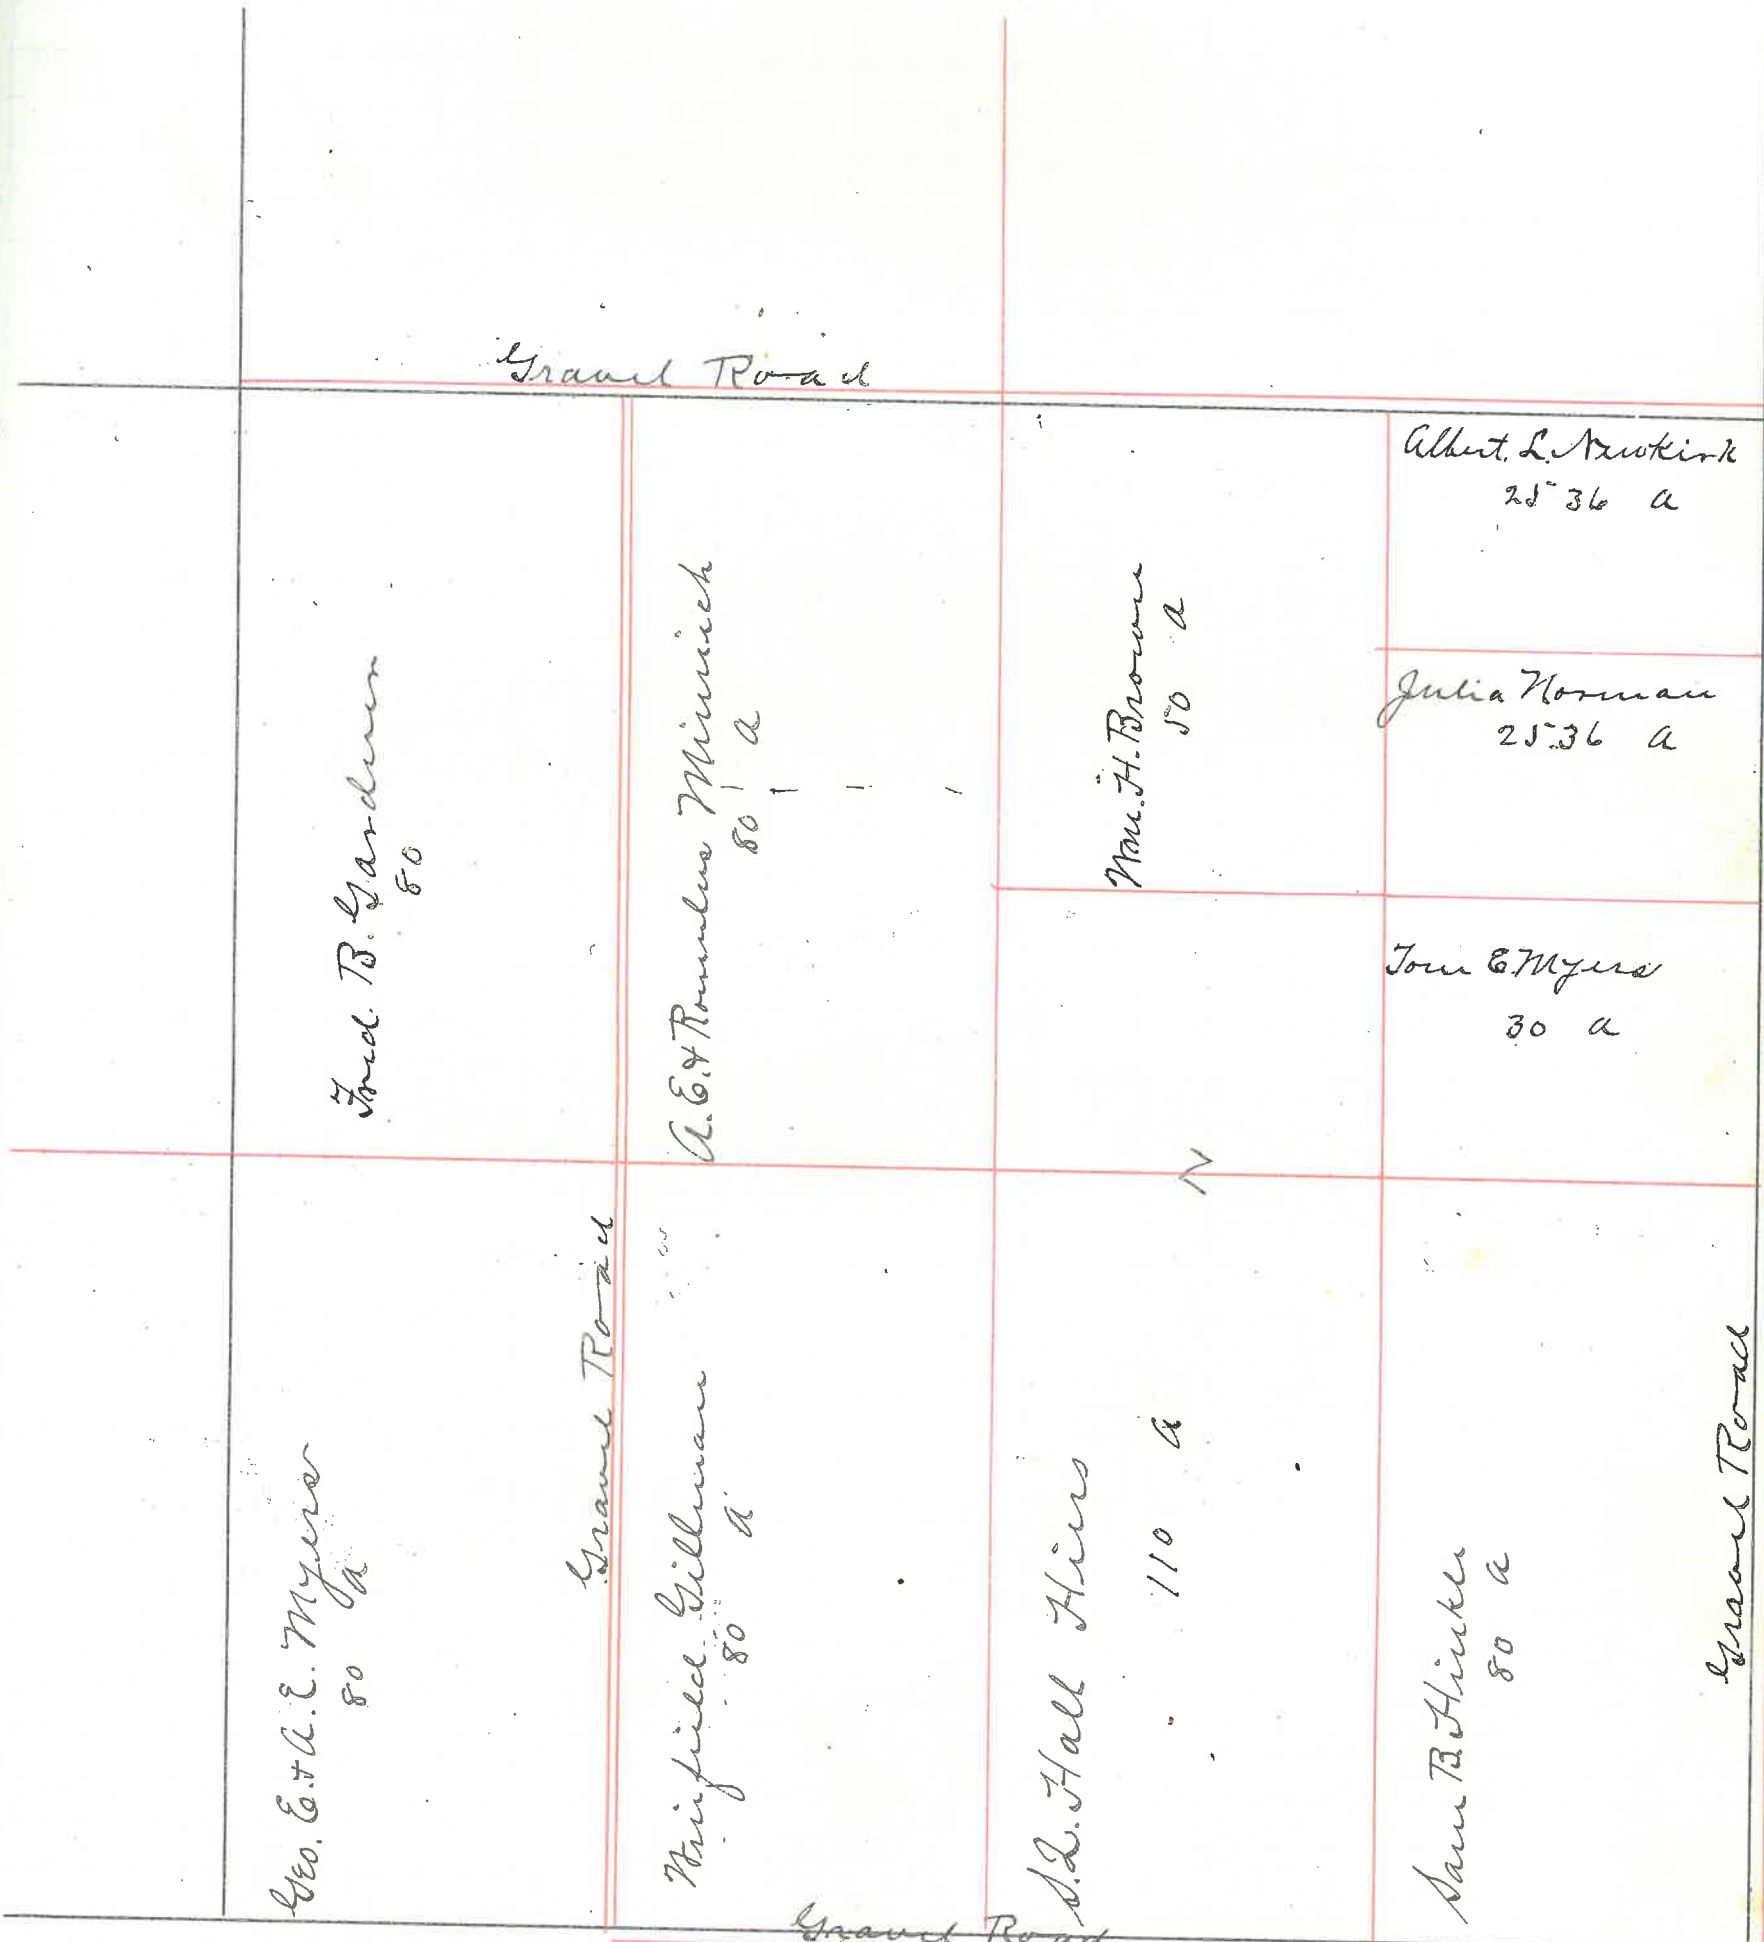 Gravel Road
Albert. L. Newkirk
25 36 a
Julia Norman
25.36 a
Tom E. Myers
30 a
Wm. H. Brown
50 a
A. E. & Romulus Minnich
80 a
Fred. B. Gardner
80
Z
Geo. E. & A. E. Myers
80 a
Gravel Road
Winfield Gillman
80 a
S. L. Hall Hirs
110 a
Sam B. Hinkle
80 a
Gravel Road
Gravel Road